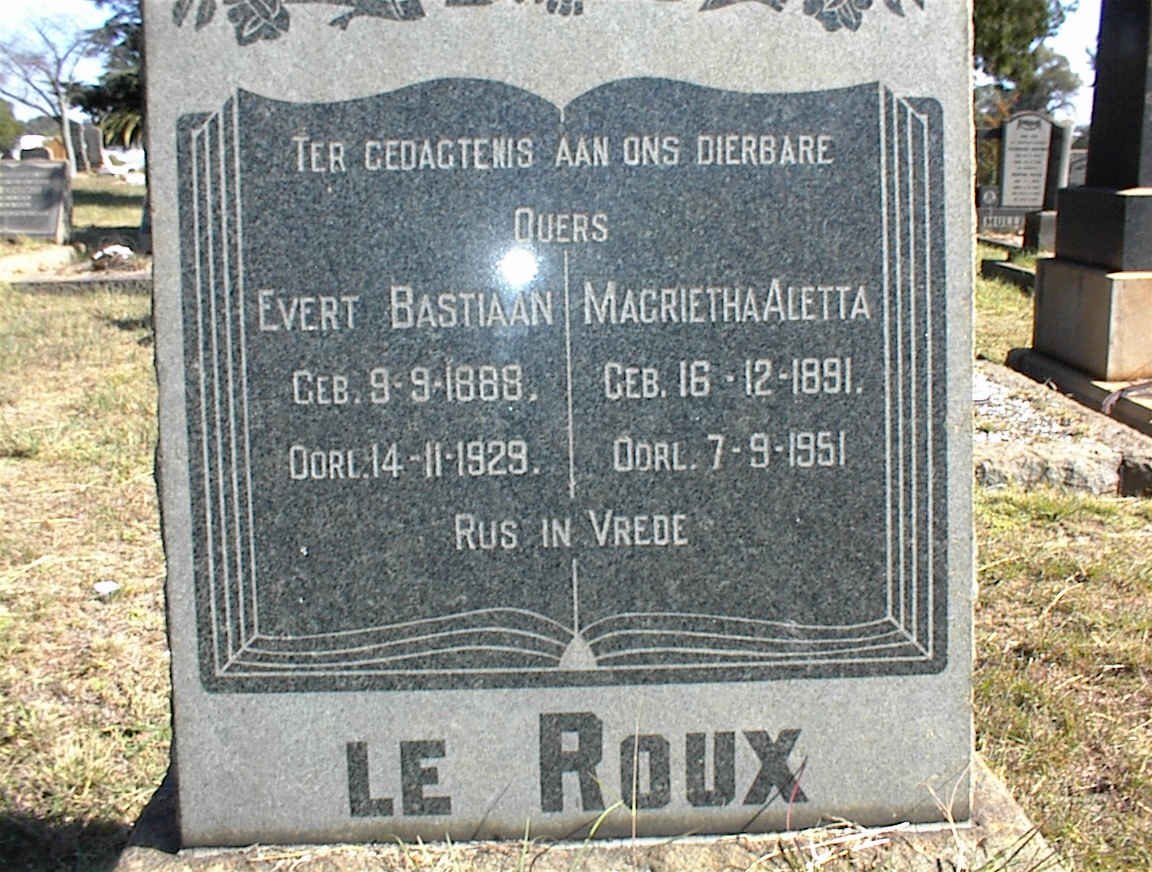 TER GEDAGTENIS AAN ONS DIERBARE
OUERS
EVERT BASTIAAN
GEB. 9-9-1888.
OORL. 14-11-1929.
MAGRIETHA ALETTA
GEB. 16-12-1891.
OORL. 7-9-1951
RUS IN VREDE
LE ROUX